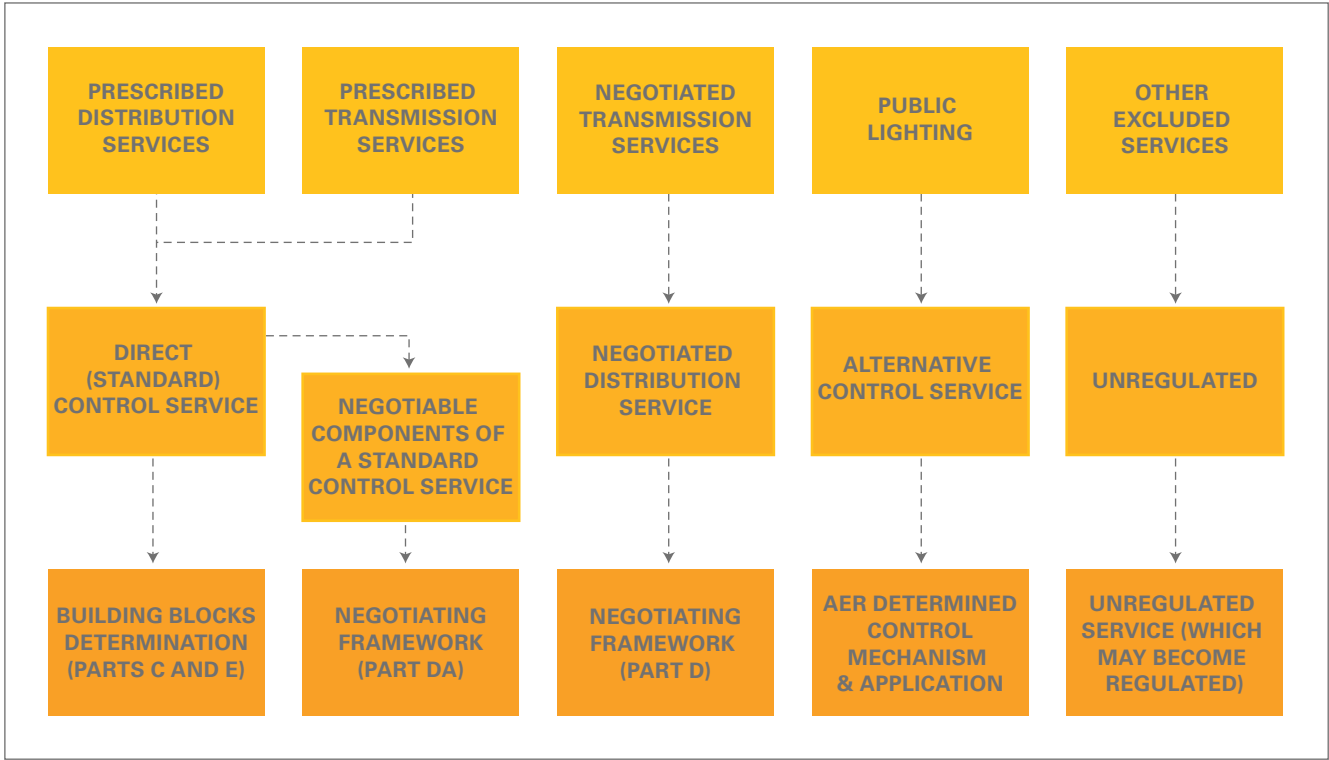 PRESCRIBED
DISTRIBUTION
SERVICES
PRESCRIBED
TRANSMISSION
SERVICES
NEGOTIATED
TRANSMISSION
SERVICES
PUBLIC
LIGHTING
OTHER
EXCLUDED
SERVICES
DIRECT
(STANDARD)
CONTROL SERVICE
NEGOTIABLE
COMPONENTS OF
A STANDARD
CONTROL SERVICE
NEGOTIATED
DISTRIBUTION
SERVICE
ALTERNATIVE
CONTROL SERVICE
UNREGULATED
BUILDING BLOCKS
DETERMINATION
(PARTS C AND E)
NEGOTIATING
FRAMEWORK
(PART DA)
NEGOTIATING
FRAMEWORK
(PART D)
AER DETERMINED
CONTROL
MECHANISM
& APPLICATION
UNREGULATED
SERVICE (WHICH
MAY BECOME
REGULATED)